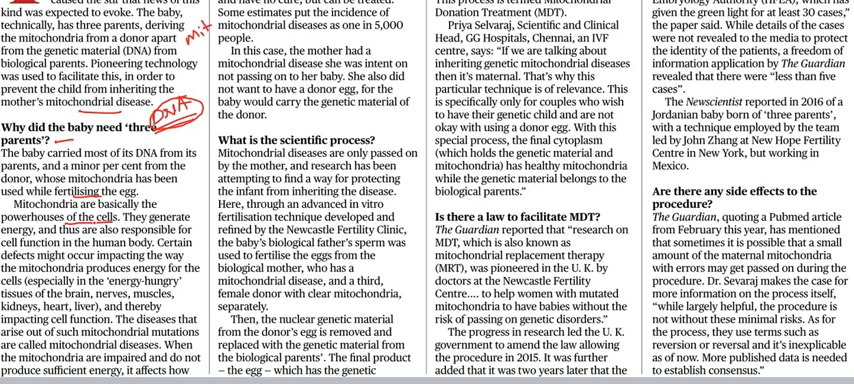 caused the stir that news of this
kind was expected to evoke. The baby,
technically, has three parents, deriving
the mitochondria from a donor apart
from the genetic material (DNA) from
biological parents. Pioneering technology
was used to facilitate this, in order to
prevent the child from inheriting the
mother's mitochondrial disease.
mit
DNA
Why did the baby need 'three
parents'?
The baby carried most of its DNA from its
parents, and a minor per cent from the
donor, whose mitochondria has been
used while fertilising the egg.
Mitochondria are basically the
powerhouses of the cells. They generate
energy, and thus are also responsible for
cell function in the human body. Certain
defects might occur impacting the way
the mitochondria produces energy for the
cells (especially in the 'energy-hungry'
tissues of the brain, nerves, muscles,
kidneys, heart, liver), and thereby
impacting cell function. The diseases that
arise out of such mitochondrial mutations
are called mitochondrial diseases. When
the mitochondria are impaired and do not
produce sufficient energy, it affects how
and have no cure, but can be treated.
Some estimates put the incidence of
mitochondrial diseases as one in 5,000
people.
In this case, the mother had a
mitochondrial disease she was intent on
not passing on to her baby. She also did
not want to have a donor egg, for the
baby would carry the genetic material of
the donor.
What is the scientific process?
Mitochondrial diseases are only passed on
by the mother, and research has been
attempting to find a way for protecting
the infant from inheriting the disease.
Here, through an advanced in vitro
fertilisation technique developed and
refined by the Newcastle Fertility Clinic,
the baby's biological father's sperm was
used to fertilise the eggs from the
biological mother, who has a
mitochondrial disease, and a third,
female donor with clear mitochondria,
separately.
Then, the nuclear genetic material
from the donor's egg is removed and
replaced with the genetic material from
the biological parents'. The final product
– the egg – which has the genetic
This process is termed Mitochondrial
Donation Treatment (MDT).
Priya Selvaraj, Scientific and Clinical
Head, GG Hospitals, Chennai, an IVF
centre, says: "If we are talking about
inheriting genetic mitochondrial diseases
then it's maternal. That's why this
particular technique is of relevance. This
is specifically only for couples who wish
to have their genetic child and are not
okay with using a donor egg. With this
special process, the final cytoplasm
(which holds the genetic material and
mitochondria) has healthy mitochondria
while the genetic material belongs to the
biological parents."
Is there a law to facilitate MDT?
The Guardian reported that "research on
MDT, which is also known as
mitochondrial replacement therapy
(MRT), was pioneered in the U. K. by
doctors at the Newcastle Fertility
Centre.... to help women with mutated
mitochondria to have babies without the
risk of passing on genetic disorders."
The progress in research led the U. K.
government to amend the law allowing
the procedure in 2015. It was further
added that it was two years later that the
Embryology Authority (HFEA), which has
given the green light for at least 30 cases,"
the paper said. While details of the cases
were not revealed to the media to protect
the identity of the patients, a freedom of
information application by The Guardian
revealed that there were "less than five
cases".
The Newscientist reported in 2016 of a
Jordanian baby born of 'three parents',
with a technique employed by the team
led by John Zhang at New Hope Fertility
Centre in New York, but working in
Mexico.
Are there any side effects to the
procedure?
The Guardian, quoting a Pubmed article
from February this year, has mentioned
that sometimes it is possible that a small
amount of the maternal mitochondria
with errors may get passed on during the
procedure. Dr. Sevaraj makes the case for
more information on the process itself,
"while largely helpful, the procedure is
not without these minimal risks. As for
the process, they use terms such as
reversion or reversal and it's inexplicable
as of now. More published data is needed
to establish consensus."